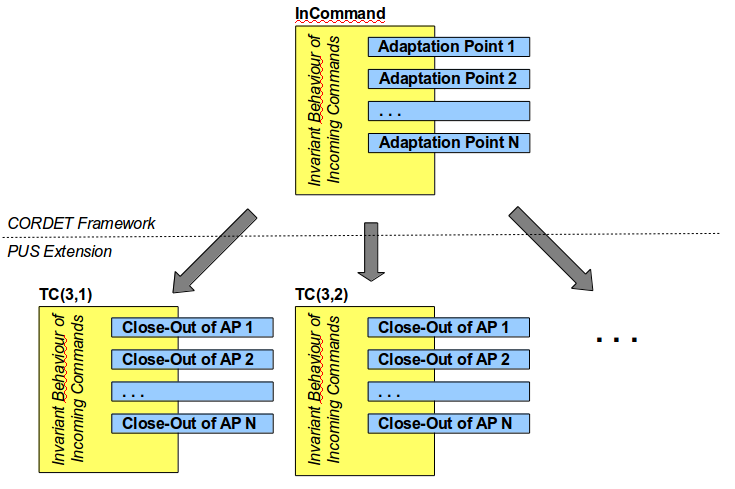 InCommand
Invariant Behaviour of
Incoming Commands
Adaptation Point 1
Adaptation Point 2
. . .
Adaptation Point N
CORDET Framework
PUS Extension
TC(3,1)
Invariant Behaviour of
Incoming Commands
Close-Out of AP 1
Close-Out of AP 2
. . .
Close-Out of AP N
TC(3,2)
Invariant Behaviour of
Incoming Commands
Close-Out of AP 1
Close-Out of AP 2
. . .
Close-Out of AP N
. . .